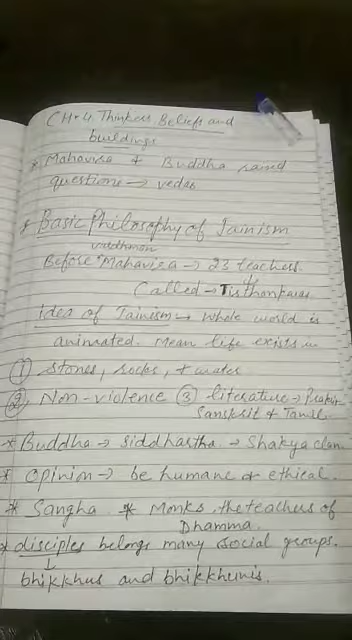 CH-4. Thinkers Beliefs and
buildings
* Mahavira & Buddha raised
questions → vedas
* Basic Philosophy of Jainism
vardhman
Before Mahavira → 23 teachers.
Called → Tirthankaras
idea of Jainism → Whole world is
animated. Mean life exists in
① stones, rocks, & water
② Non-violence ③ literature → Prakrit
Sanskrit & Tamil.
* Buddha → Siddhartha → Shakya clan.
* Opinion → be humane & ethical.
* Sangha * Monks, the teachers of
Dhamma.
* disciples belongs many social groups.
↓
bhikkhus and bhikkhunis.